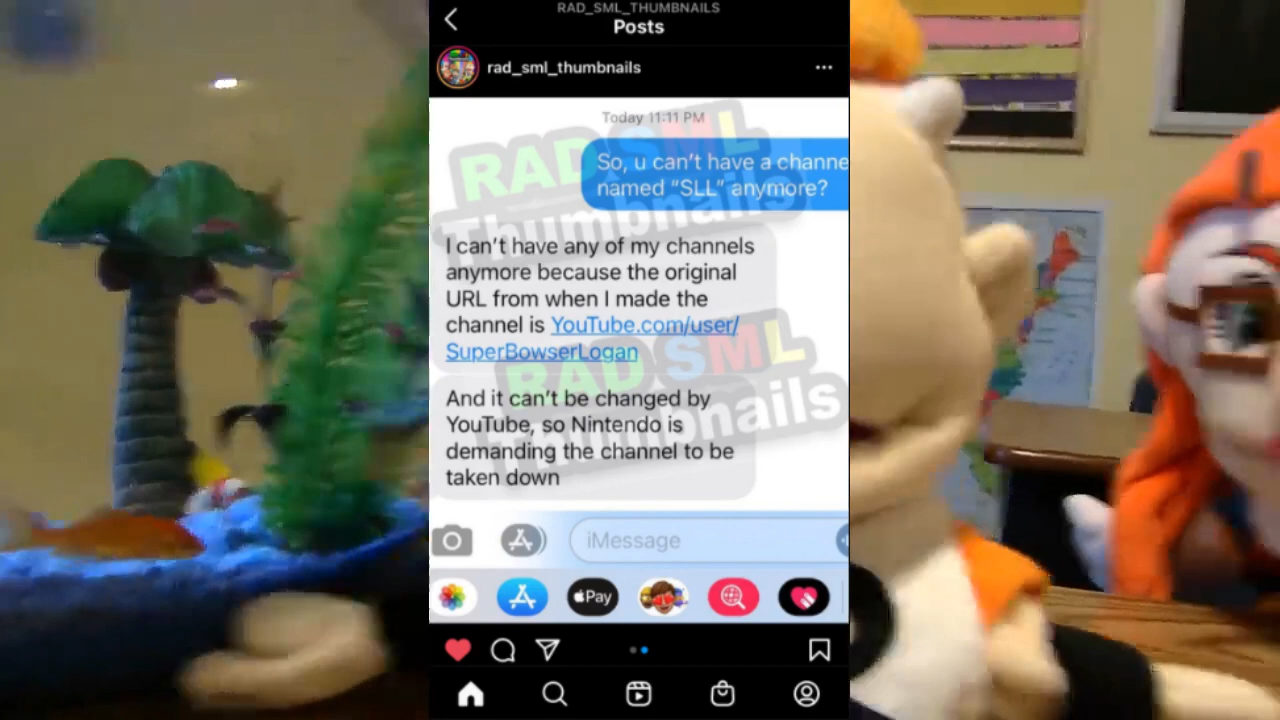 RAD_SML_THUMBNAILS
Posts
rad_sml_thumbnails
Today 11:11 PM
RAD SML
Thumbnails
So, u can’t have a channe
named “SLL” anymore?
I can’t have any of my channels
anymore because the original
URL from when I made the
channel is YouTube.com/user/
SuperBowserLogan
RAD SML
Thumbnails
And it can’t be changed by
YouTube, so Nintendo is
demanding the channel to be
taken down
iMessage
Pay